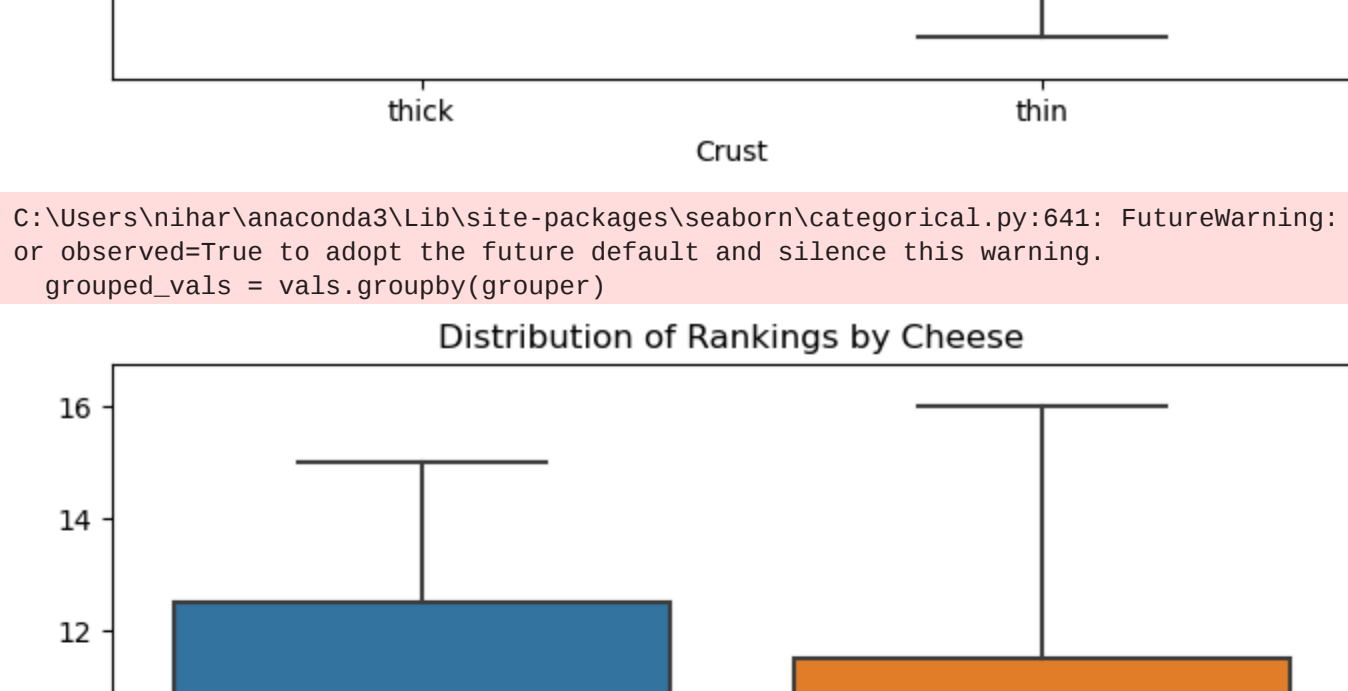 thick thin
Crust
C:\Users\nihar\anaconda3\Lib\site-packages\seaborn\categorical.py:641: FutureWarning:
or observed=True to adopt the future default and silence this warning.
grouped_vals = vals.groupby(grouper)
Distribution of Rankings by Cheese
16
14
12